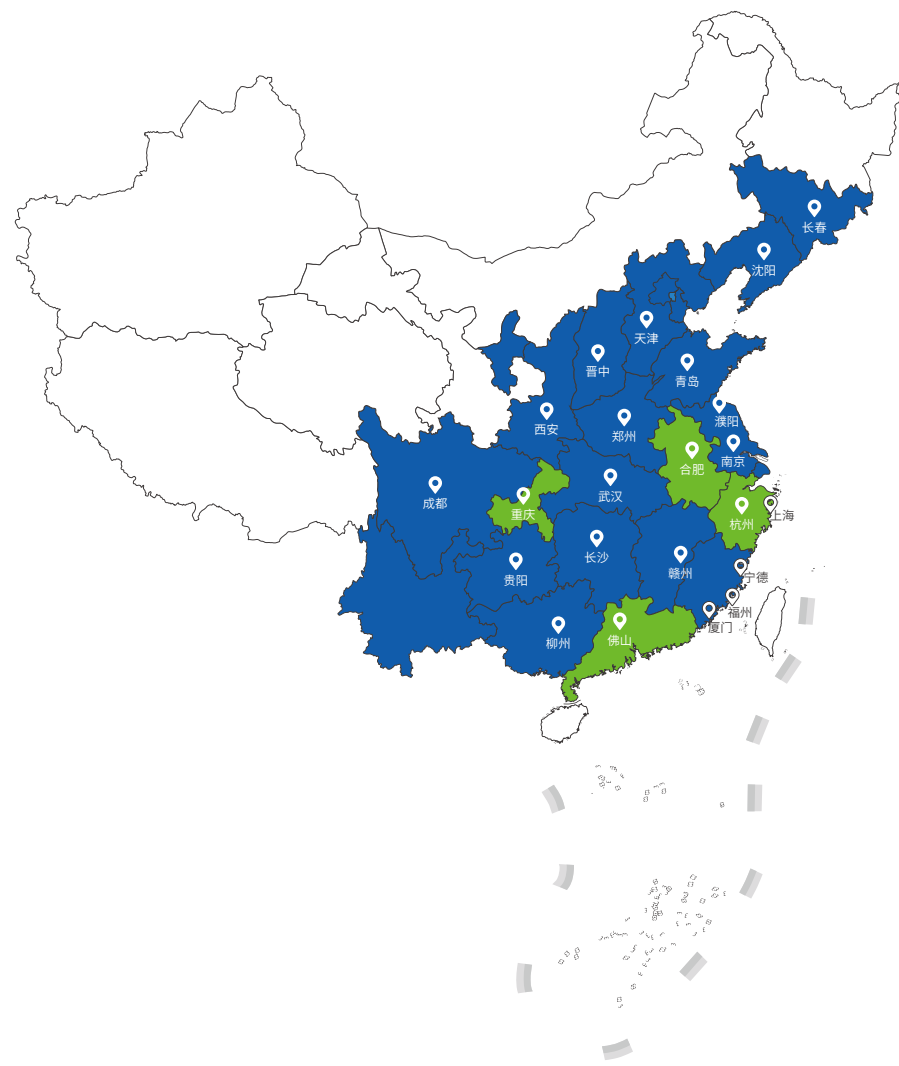 长春
沈阳
天津
晋中
青岛
濮阳
西安
郑州
南京
合肥
武汉
成都
重庆
上海
杭州
长沙
赣州
宁德
贵阳
福州
厦门
佛山
柳州